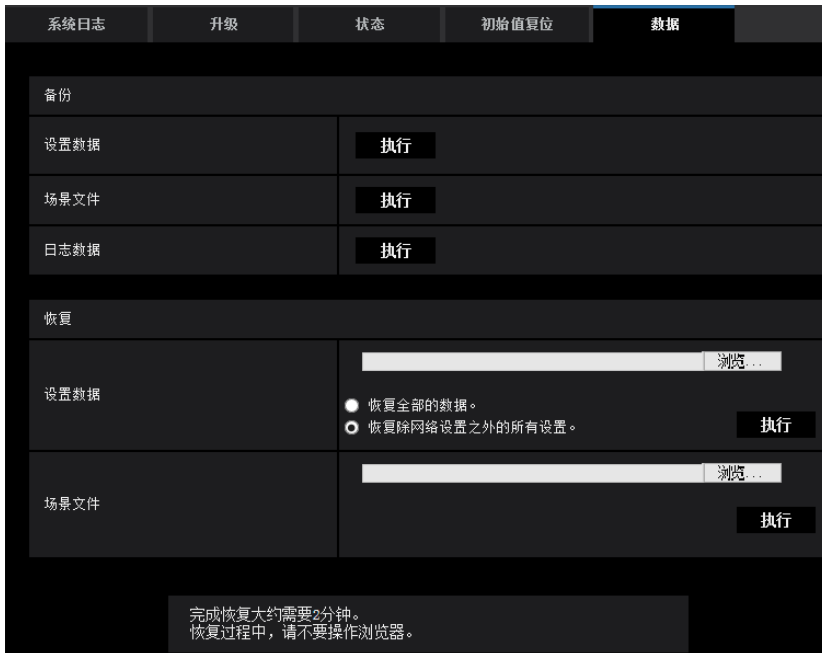 系统日志 升级 状态 初始值复位 数据
备份
设置数据 执行
场景文件 执行
日志数据 执行
恢复
浏览...
设置数据
恢复全部的数据。
恢复除网络设置之外的所有设置。 执行
浏览...
场景文件
执行
完成恢复大约需要2分钟。
恢复过程中，请不要操作浏览器。